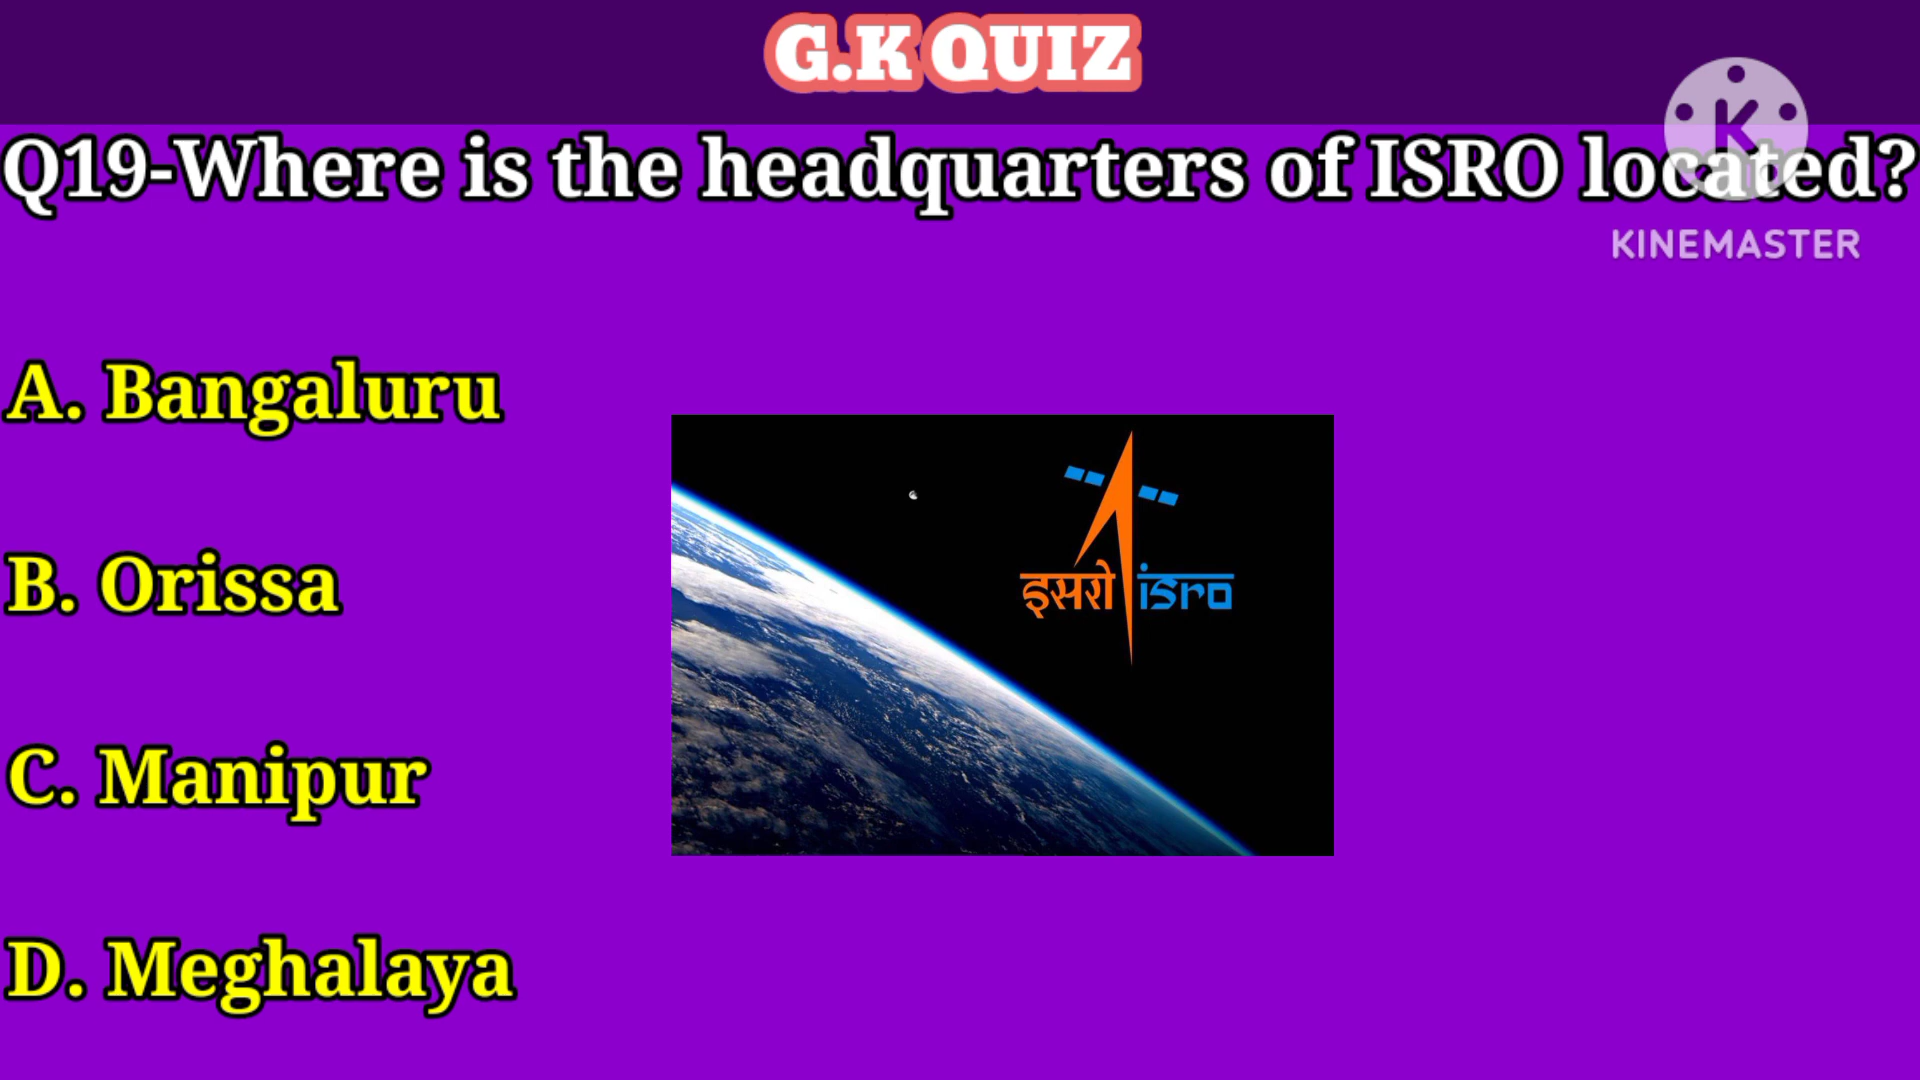 G.K QUIZ
Q19-Where is the headquarters of ISRO located?
K
KINEMASTER
A. Bangaluru
B. Orissa
इसरो isro
C. Manipur
D. Meghalaya